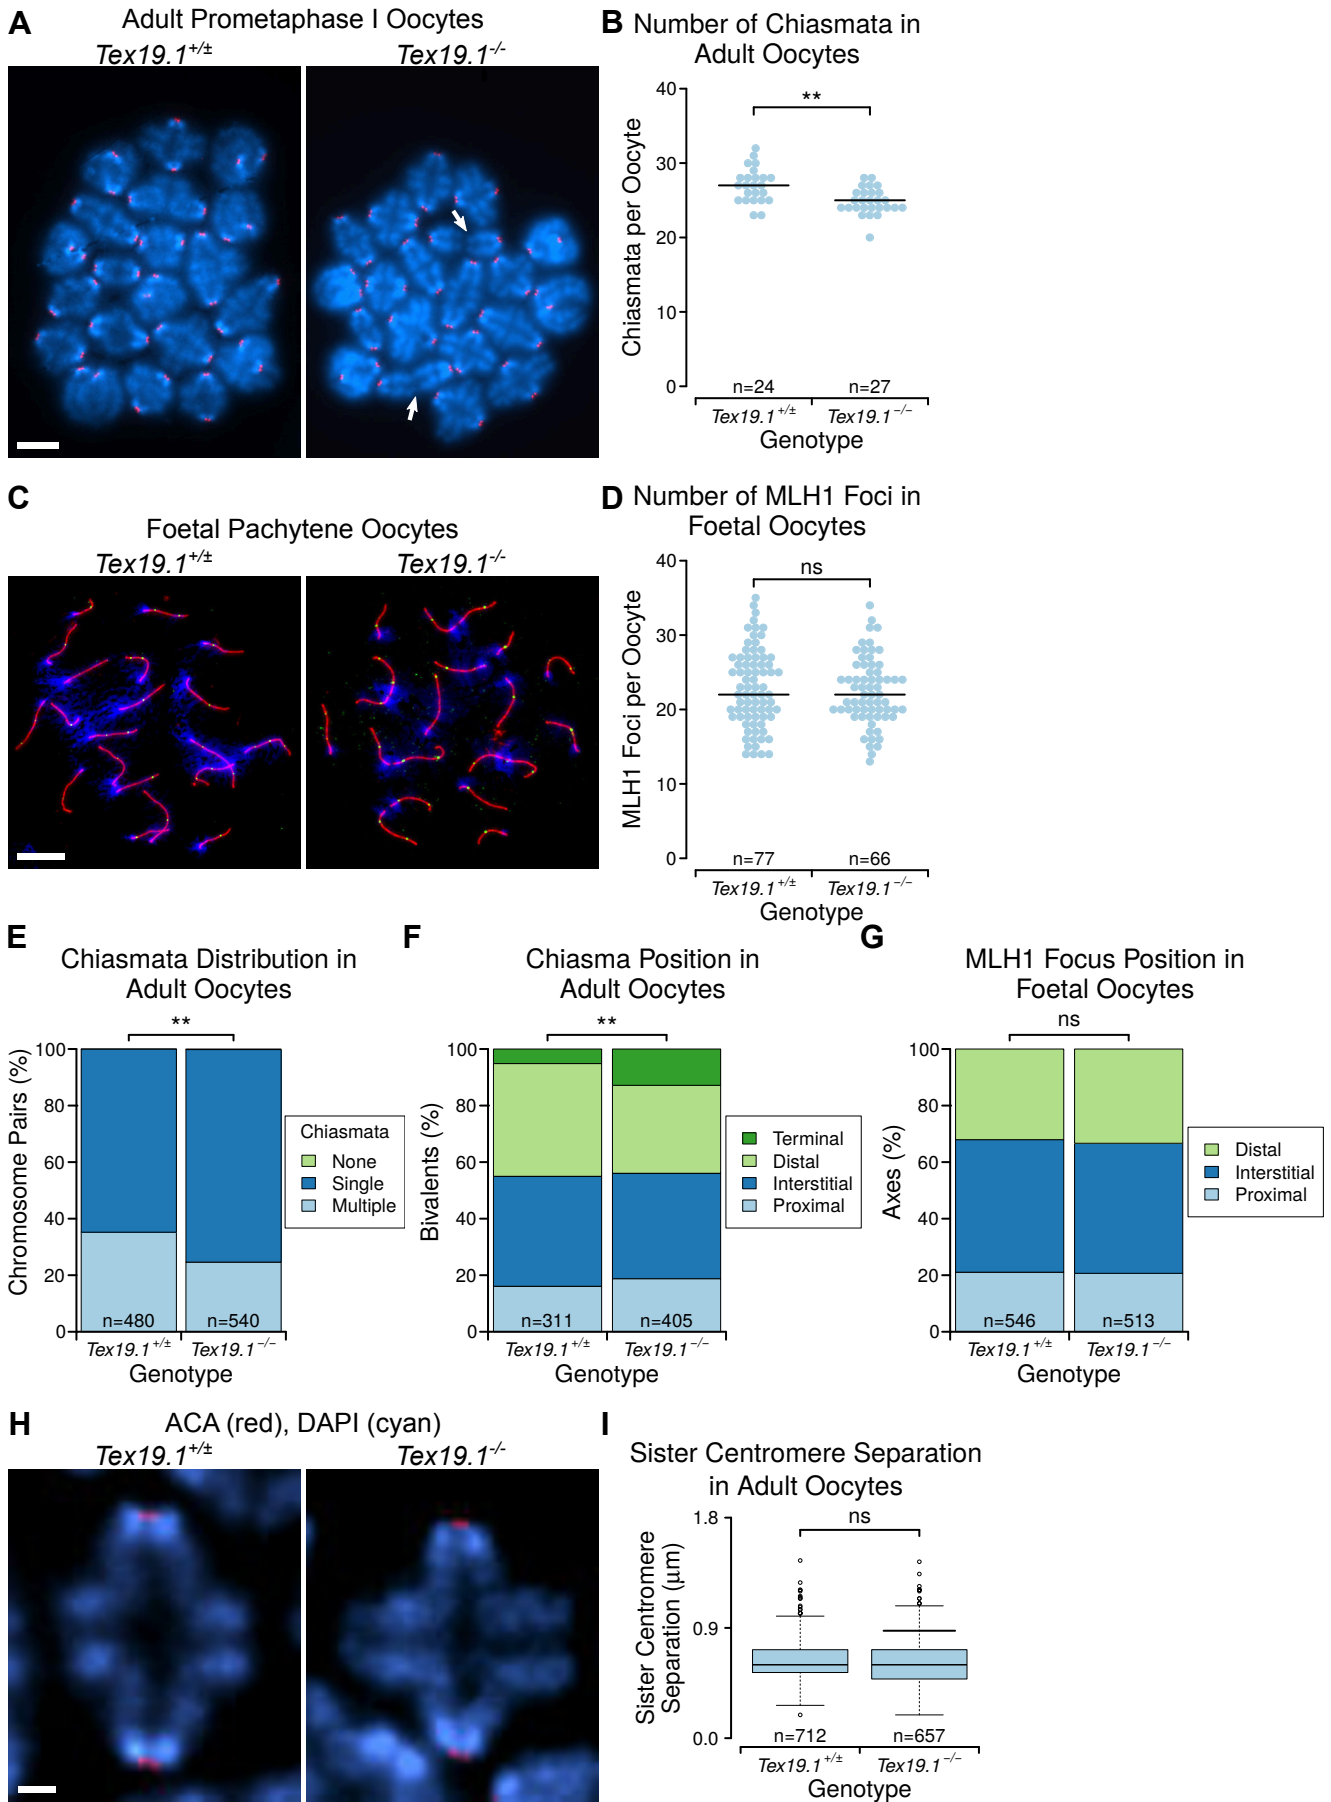 A
Adult Prometaphase I Oocytes
Tex19.1+/± Tex19.1-/-
B Number of Chiasmata in
Adult Oocytes
Chiasmata per Oocyte
40
30
20
10
0
**
n=24 n=27
Tex19.1+/± Tex19.1−/−
Genotype
C
Foetal Pachytene Oocytes
Tex19.1+/± Tex19.1-/-
D Number of MLH1 Foci in
Foetal Oocytes
MLH1 Foci per Oocyte
40
30
20
10
0
ns
n=77 n=66
Tex19.1+/± Tex19.1−/−
Genotype
E
Chiasmata Distribution in
Adult Oocytes
**
Chromosome Pairs (%)
100
80
60
40
20
0
n=480 n=540
Tex19.1+/± Tex19.1−/−
Genotype
Chiasmata
None
Single
Multiple
F
Chiasma Position in
Adult Oocytes
**
Bivalents (%)
100
80
60
40
20
0
n=311 n=405
Tex19.1+/± Tex19.1−/−
Genotype
Terminal
Distal
Interstitial
Proximal
G
MLH1 Focus Position in
Foetal Oocytes
ns
Axes (%)
100
80
60
40
20
0
n=546 n=513
Tex19.1+/± Tex19.1−/−
Genotype
Distal
Interstitial
Proximal
H
ACA (red), DAPI (cyan)
Tex19.1+/± Tex19.1-/-
I
Sister Centromere Separation
in Adult Oocytes
ns
Sister Centromere
Separation (µm)
1.8
0.9
0.0
n=712 n=657
Tex19.1+/± Tex19.1−/−
Genotype